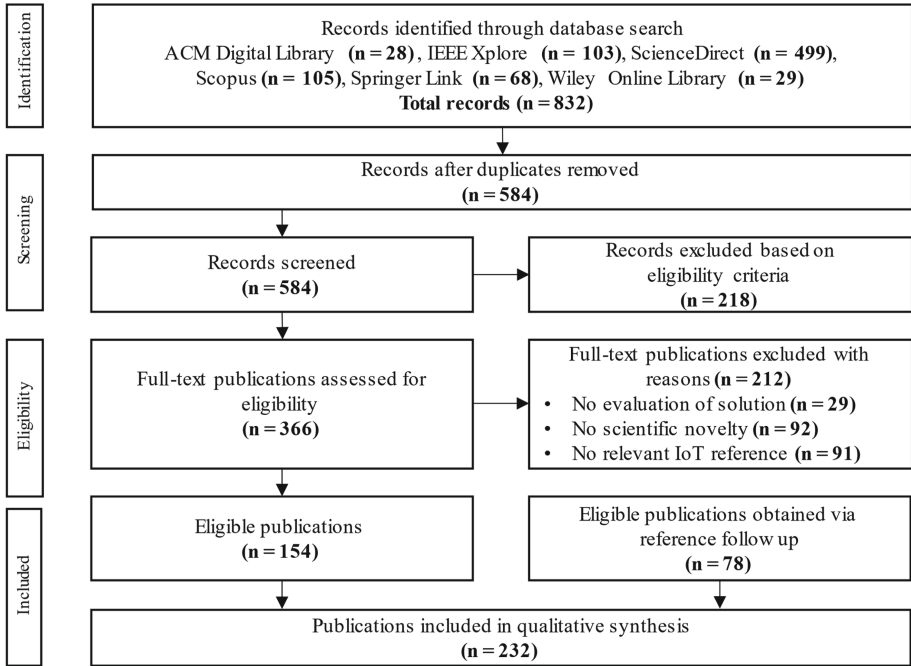 Identification
Records identified through database search
ACM Digital Library (n = 28), IEEE Xplore (n = 103), ScienceDirect (n = 499),
Scopus (n = 105), Springer Link (n = 68), Wiley Online Library (n = 29)
Total records (n = 832)
Screening
Records after duplicates removed
(n = 584)
Records screened
(n = 584)
Records excluded based on
eligibility criteria
(n = 218)
Eligibility
Full-text publications assessed for
eligibility
(n = 366)
Full-text publications excluded with
reasons (n = 212)
• No evaluation of solution (n = 29)
• No scientific novelty (n = 92)
• No relevant IoT reference (n = 91)
Included
Eligible publications
(n = 154)
Eligible publications obtained via
reference follow up
(n = 78)
Publications included in qualitative synthesis
(n = 232)